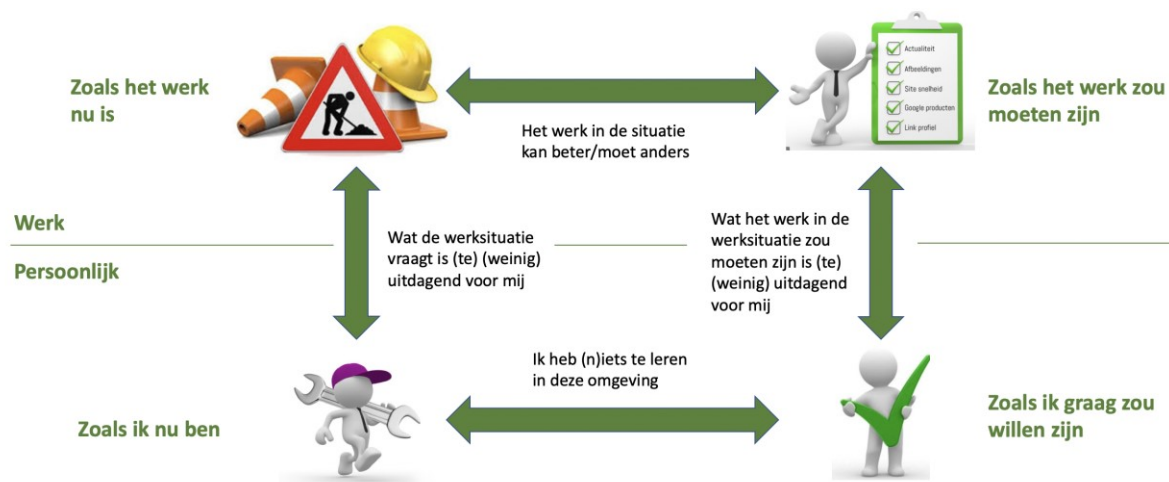 Zoals het werk
nu is
Actualiteit
Afbeeldingen
Site snelheid
Google producten
Link profiel
Zoals het werk zou
moeten zijn
Het werk in de situatie
kan beter/moet anders
Werk
Persoonlijk
Wat de werksituatie
vraagt is (te) (weinig)
uitdagend voor mij
Wat het werk in de
werksituatie zou
moeten zijn is (te)
(weinig) uitdagend
voor mij
Ik heb (n)iets te leren
in deze omgeving
Zoals ik nu ben
Zoals ik graag zou
willen zijn